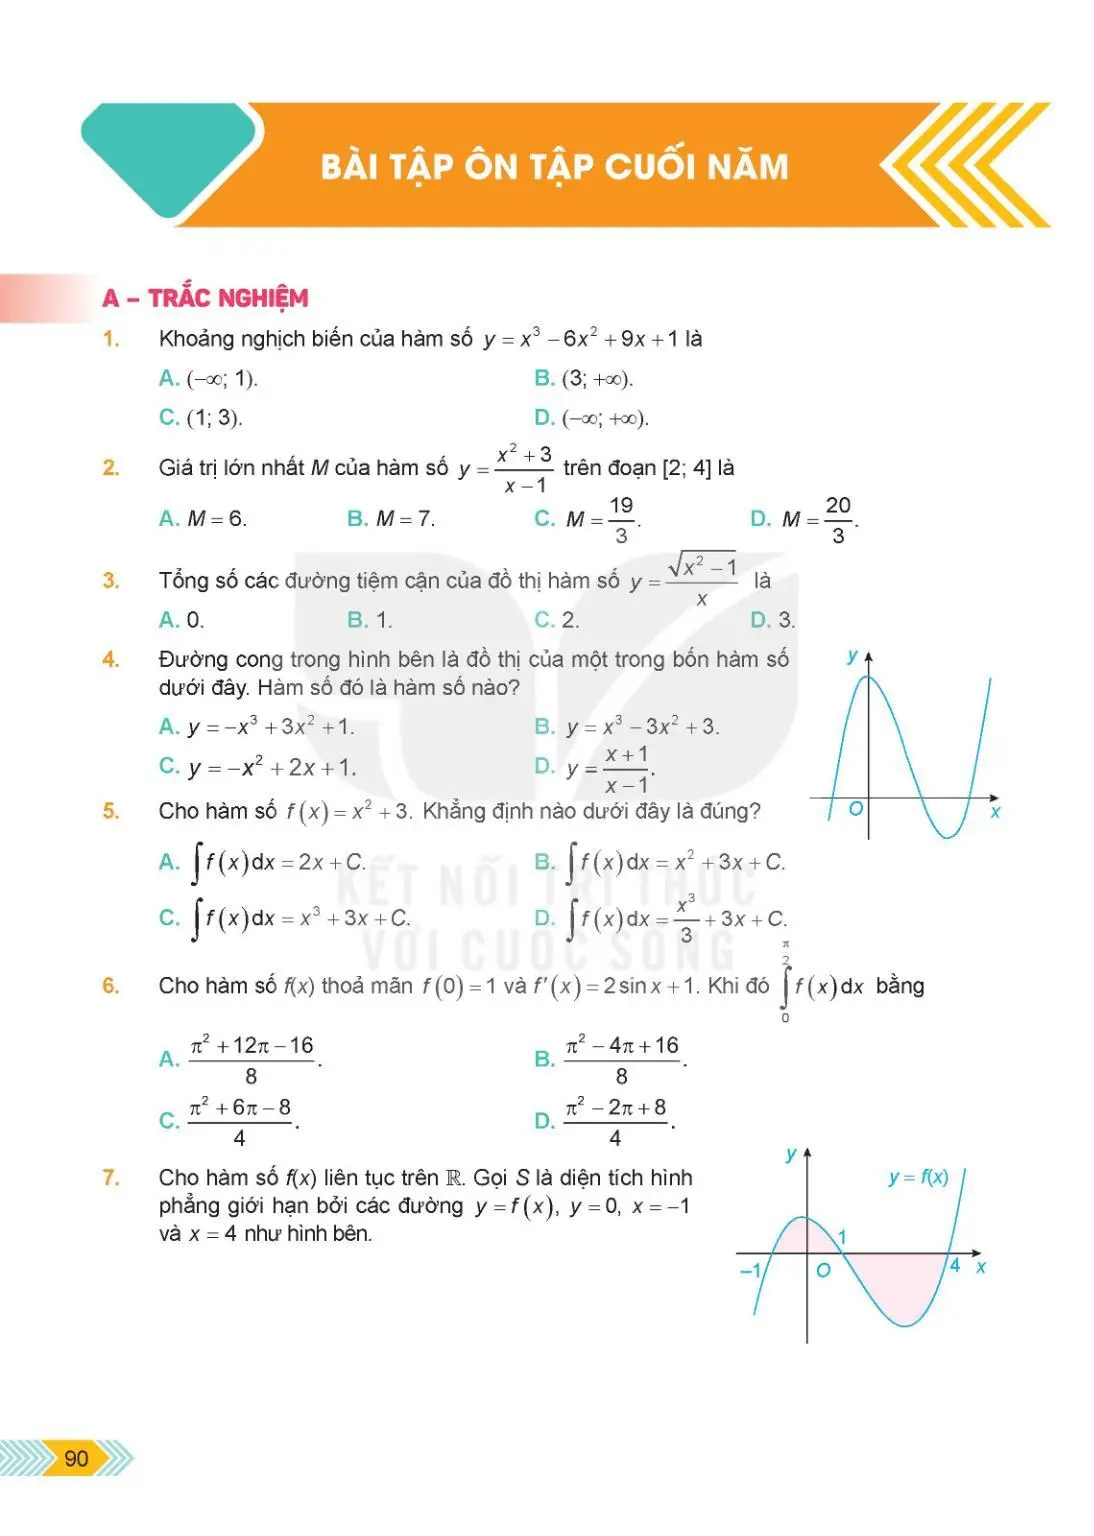 BÀI TẬP ÔN TẬP CUỐI NĂM
A – TRẮC NGHIỆM
1. Khoảng nghịch biến của hàm số y = x³ − 6x² + 9x + 1 là
A. (−∞; 1). B. (3; +∞).
C. (1; 3). D. (−∞; +∞).
2. Giá trị lớn nhất M của hàm số y = (x² + 3)/(x − 1) trên đoạn [2; 4] là
A. M = 6. B. M = 7. C. M = 19/3. D. M = 20/3.
3. Tổng số các đường tiệm cận của đồ thị hàm số y = √(x² − 1)/x là
A. 0. B. 1. C. 2. D. 3.
4. Đường cong trong hình bên là đồ thị của một trong bốn hàm số
dưới đây. Hàm số đó là hàm số nào?
A. y = −x³ + 3x² + 1. B. y = x³ − 3x² + 3.
C. y = −x² + 2x + 1. D. y = (x + 1)/(x − 1).
y
O
x
5. Cho hàm số f(x) = x² + 3. Khẳng định nào dưới đây là đúng?
A. ∫f(x)dx = 2x + C. B. ∫f(x)dx = x² + 3x + C.
C. ∫f(x)dx = x³ + 3x + C. D. ∫f(x)dx = x³/3 + 3x + C.
KẾT NỐI TRI THỨC
VỚI CUỘC SỐNG
6. Cho hàm số f(x) thoả mãn f(0) = 1 và f′(x) = 2sin x + 1. Khi đó ∫₀^(π/2) f(x)dx bằng
A. (π² + 12π − 16)/8. B. (π² − 4π + 16)/8.
C. (π² + 6π − 8)/4. D. (π² − 2π + 8)/4.
7. Cho hàm số f(x) liên tục trên ℝ. Gọi S là diện tích hình
phẳng giới hạn bởi các đường y = f(x), y = 0, x = −1
và x = 4 như hình bên.
y
y = f(x)
1
−1 O 4 x
90